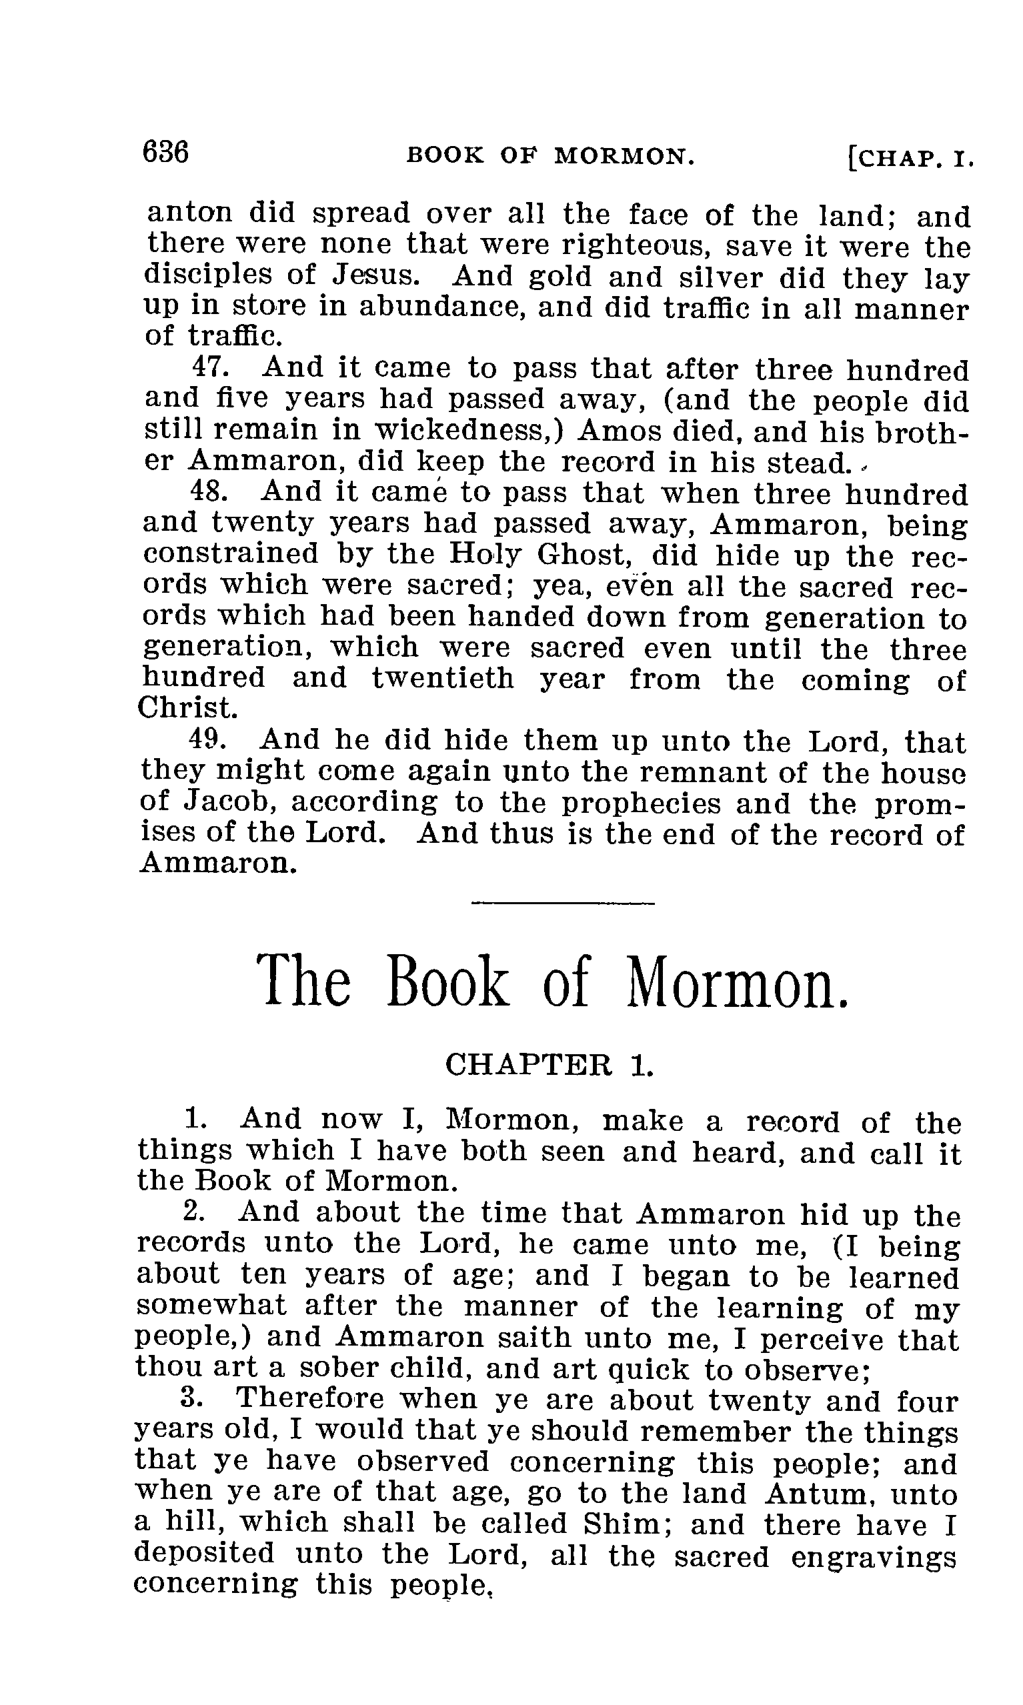 636 BOOK OF MORMON. [CHAP. I.
anton did spread over all the face of the land; and
there were none that were righteous, save it were the
disciples of Jesus. And gold and silver did they lay
up in store in abundance, and did traffic in all manner
of traffic.
47. And it came to pass that after three hundred
and five years had passed away, (and the people did
still remain in wickedness,) Amos died, and his broth-
er Ammaron, did keep the record in his stead.
48. And it came to pass that when three hundred
and twenty years had passed away, Ammaron, being
constrained by the Holy Ghost, did hide up the rec-
ords which were sacred; yea, even all the sacred rec-
ords which had been handed down from generation to
generation, which were sacred even until the three
hundred and twentieth year from the coming of
Christ.
49. And he did hide them up unto the Lord, that
they might come again unto the remnant of the house
of Jacob, according to the prophecies and the prom-
ises of the Lord. And thus is the end of the record of
Ammaron.
The Book of Mormon.
CHAPTER 1.
1. And now I, Mormon, make a record of the
things which I have both seen and heard, and call it
the Book of Mormon.
2. And about the time that Ammaron hid up the
records unto the Lord, he came unto me, (I being
about ten years of age; and I began to be learned
somewhat after the manner of the learning of my
people,) and Ammaron saith unto me, I perceive that
thou art a sober child, and art quick to observe;
3. Therefore when ye are about twenty and four
years old, I would that ye should remember the things
that ye have observed concerning this people; and
when ye are of that age, go to the land Antum, unto
a hill, which shall be called Shim; and there have I
deposited unto the Lord, all the sacred engravings
concerning this people.